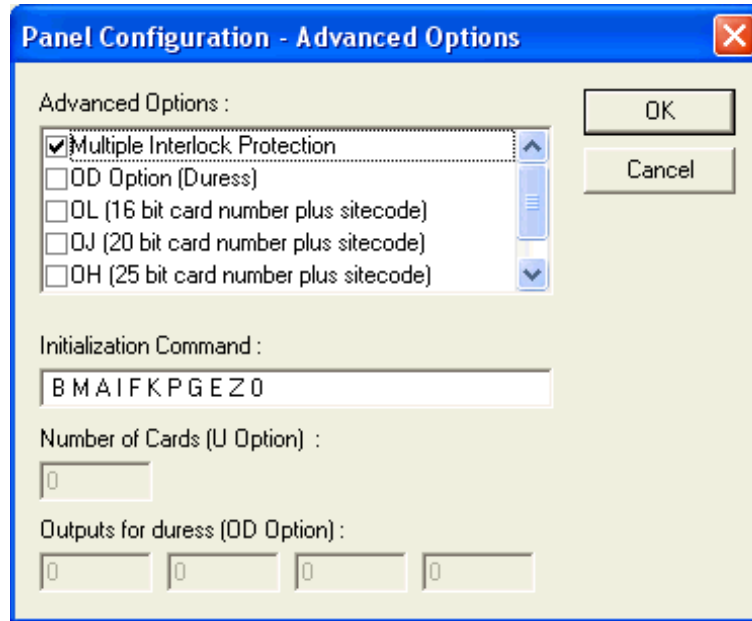 Panel Configuration - Advanced Options
Advanced Options :
OK
Multiple Interlock Protection
OD Option (Duress)
Cancel
OL (16 bit card number plus sitecode)
OJ (20 bit card number plus sitecode)
OH (25 bit card number plus sitecode)
Initialization Command :
B M A I F K P G E Z 0
Number of Cards (U Option) :
0
Outputs for duress (OD Option) :
0 0 0 0